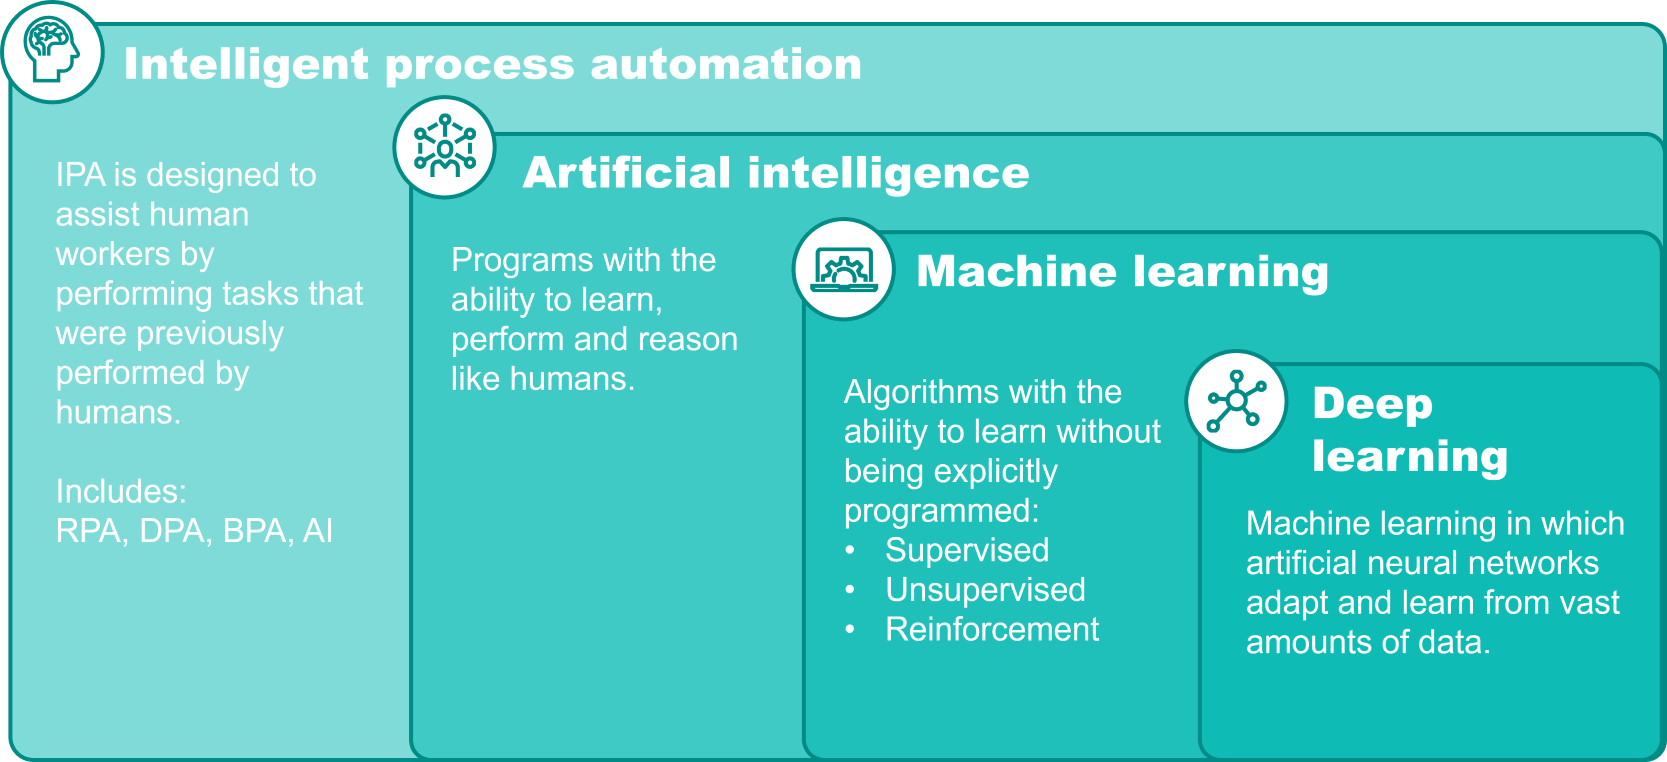 Intelligent process automation
IPA is designed to
assist human
workers by
performing tasks that
were previously
performed by
humans.
Includes:
RPA, DPA, BPA, AI
Artificial intelligence
Programs with the
ability to learn,
perform and reason
like humans.
Machine learning
Algorithms with the
ability to learn without
being explicitly
programmed:
• Supervised
• Unsupervised
• Reinforcement
Deep
learning
Machine learning in which
artificial neural networks
adapt and learn from vast
amounts of data.